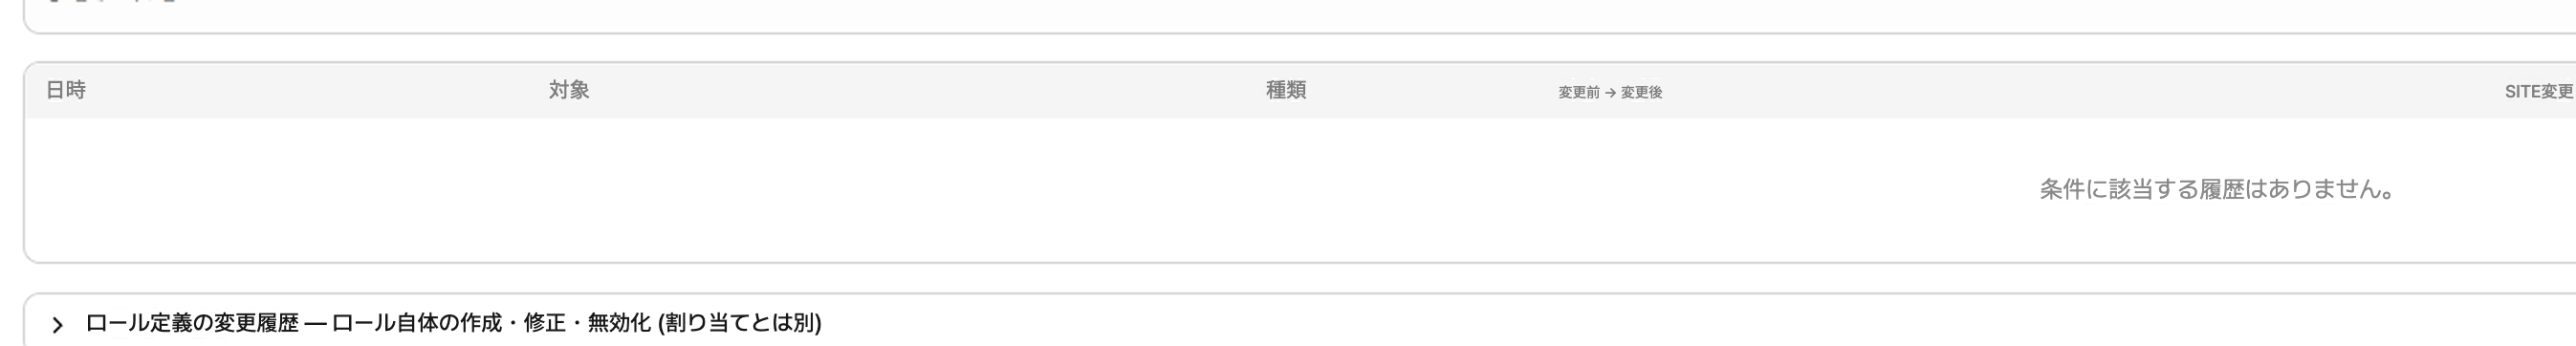 日時 対象 種類 変更前 → 変更後 SITE変更
条件に該当する履歴はありません。
ロール定義の変更履歴 — ロール自体の作成・修正・無効化 (割り当てとは別)